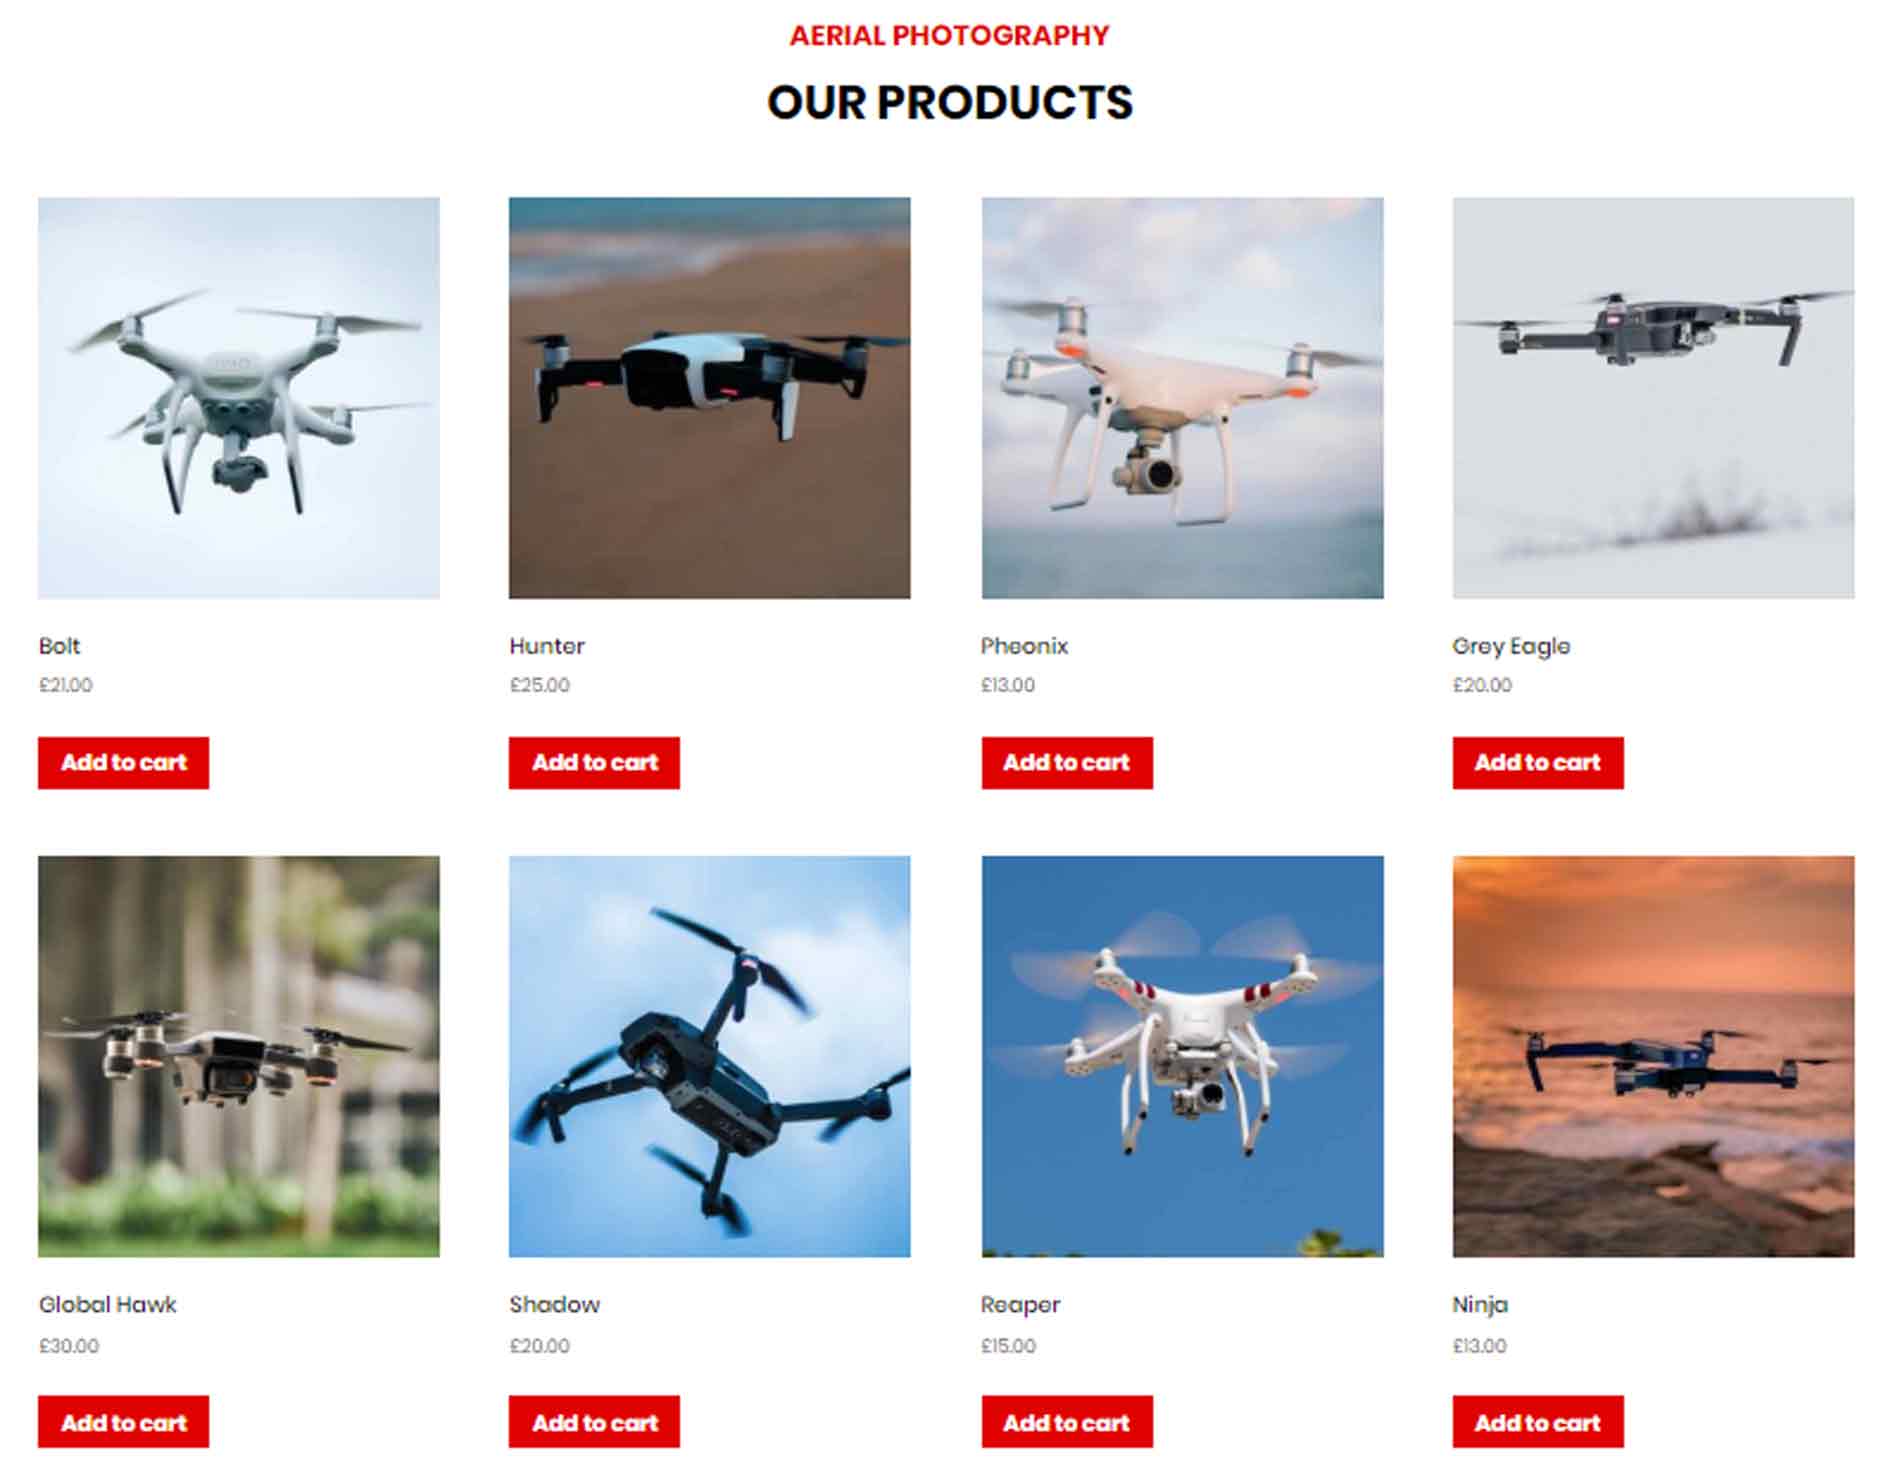 AERIAL PHOTOGRAPHY
OUR PRODUCTS
Bolt
£21.00
Add to cart
Hunter
£25.00
Add to cart
Pheonix
£13.00
Add to cart
Grey Eagle
£20.00
Add to cart
Global Hawk
£30.00
Add to cart
Shadow
£20.00
Add to cart
Reaper
£15.00
Add to cart
Ninja
£13.00
Add to cart